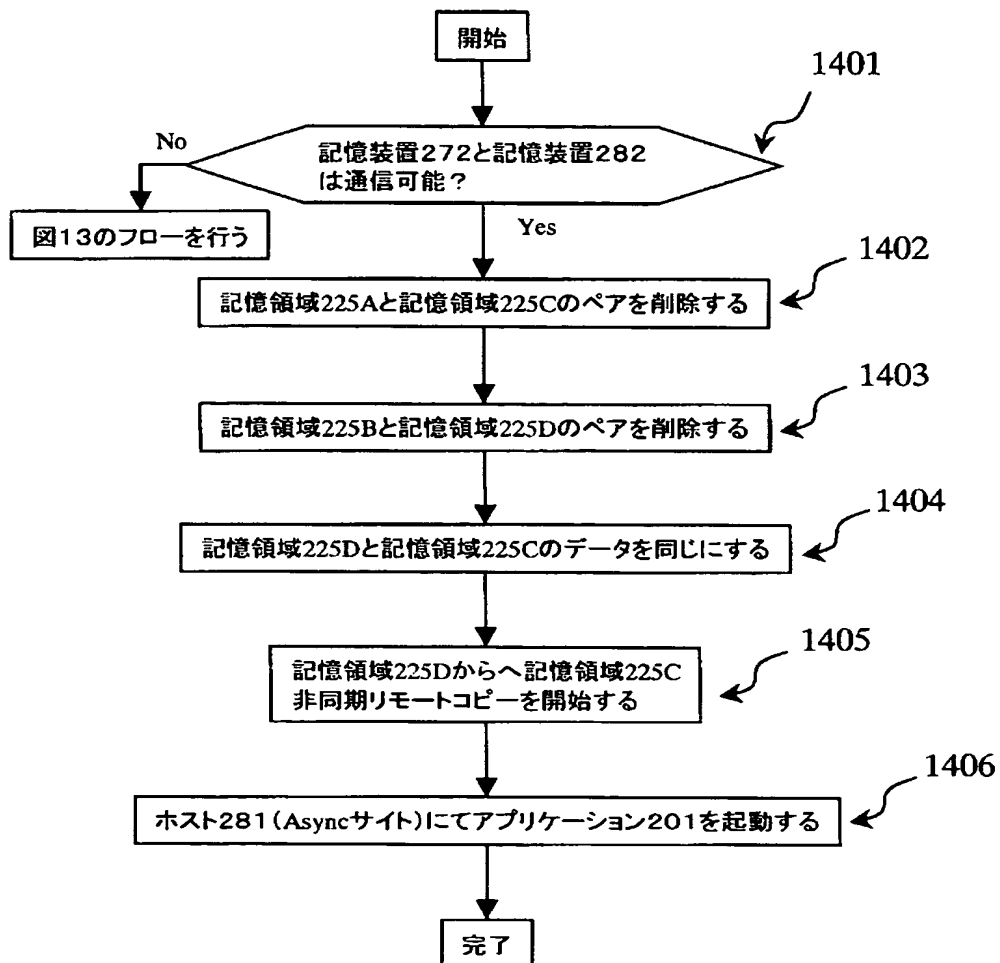 開始
1401
No
記憶装置272と記憶装置282
は通信可能?
図13のフローを行う
Yes
1402
記憶領域225Aと記憶領域225Cのペアを削除する
1403
記憶領域225Bと記憶領域225Dのペアを削除する
1404
記憶領域225Dと記憶領域225Cのデータを同じにする
1405
記憶領域225Dからへ記憶領域225C
非同期リモートコピーを開始する
1406
ホスト281(Asyncサイト)にてアプリケーション201を起動する
完了